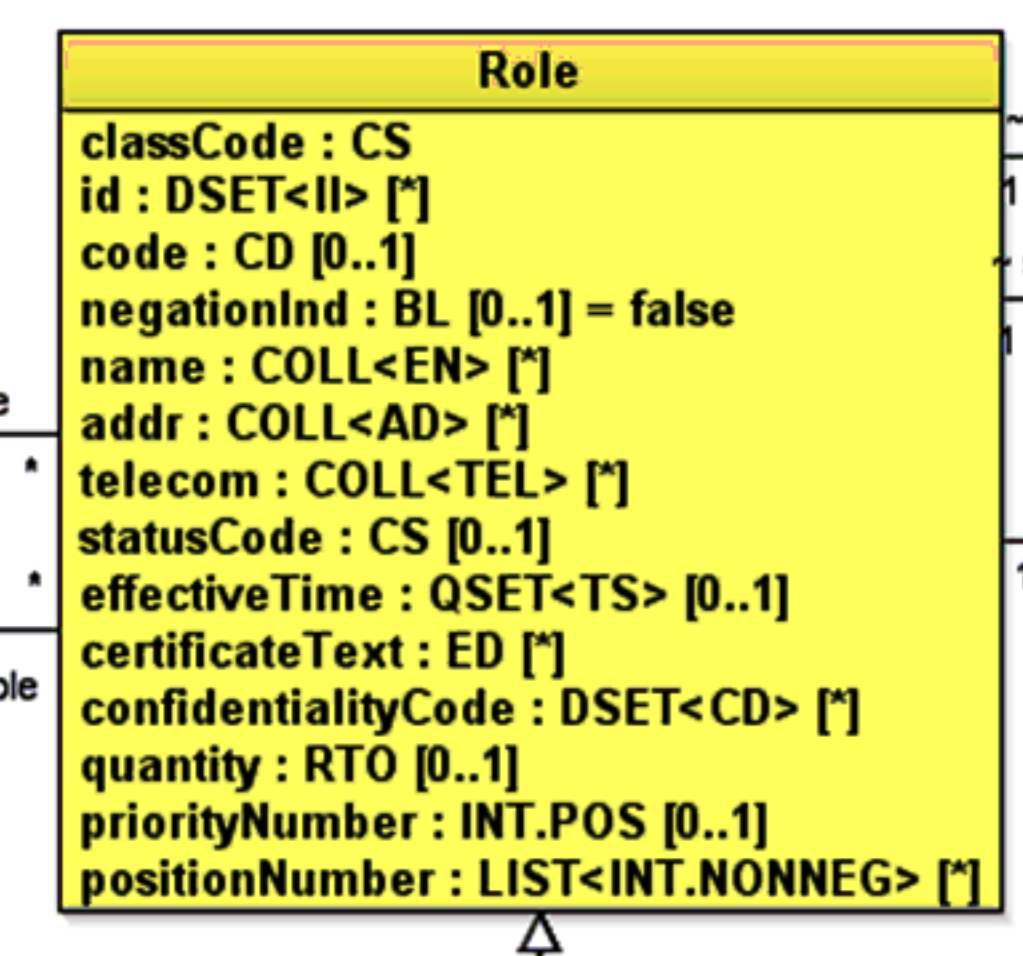 Role
classCode : CS
id : DSET<II> [*]
code : CD [0..1]
negationInd : BL [0..1] = false
name : COLL<EN> [*]
addr : COLL<AD> [*]
telecom : COLL<TEL> [*]
statusCode : CS [0..1]
effectiveTime : QSET<TS> [0..1]
certificateText : ED [*]
confidentialityCode : DSET<CD> [*]
quantity : RTO [0..1]
priorityNumber : INT.POS [0..1]
positionNumber : LIST<INT.NONNEG> [*]
*
*
1
1